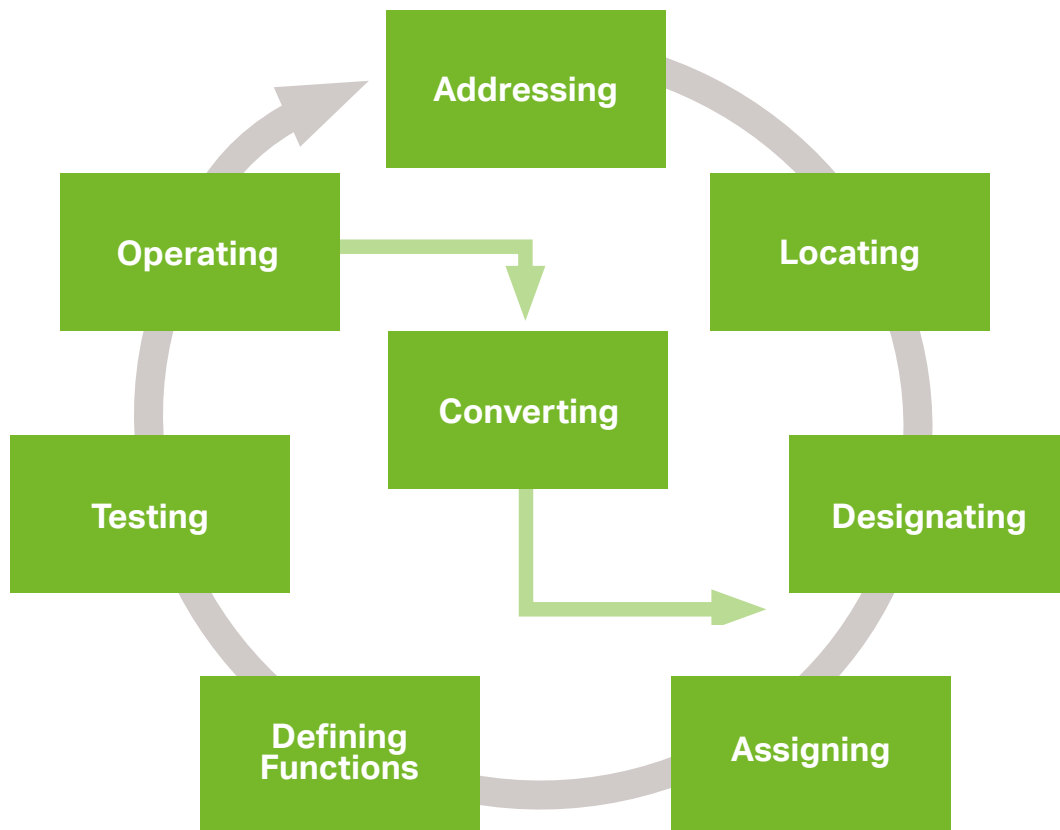 Addressing
Operating
Locating
Converting
Testing
Designating
Defining
Functions
Assigning